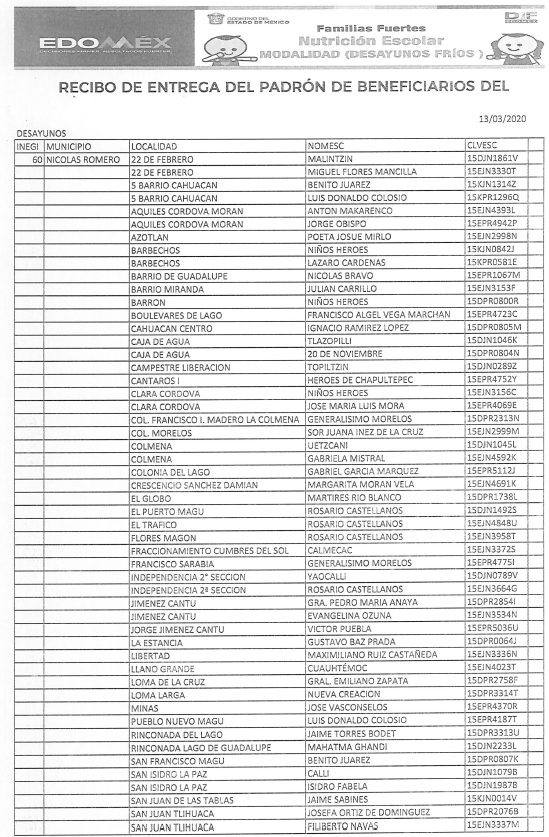 GOBIERNO DEL
ESTADO DE MÉXICO
DIF
EDOMÉX
DECISIONES FIRMES, RESULTADOS FUERTES.
Familias Fuertes
Nutrición Escolar
MODALIDAD (DESAYUNOS FRÍOS )
RECIBO DE ENTREGA DEL PADRÓN DE BENEFICIARIOS DEL
13/03/2020
DESAYUNOS
INEGI MUNICIPIO LOCALIDAD NOMESC CLVESC
60 NICOLAS ROMERO 22 DE FEBRERO MALINTZIN 15DJN1861V
22 DE FEBRERO MIGUEL FLORES MANCILLA 15EJN3330T
5 BARRIO CAHUACAN BENITO JUAREZ 15KJN1314Z
5 BARRIO CAHUACAN LUIS DONALDO COLOSIO 15KPR1296Q
AQUILES CORDOVA MORAN ANTON MAKARENCO 15EJN4393L
AQUILES CORDOVA MORAN JORGE OBISPO 15EPR4942P
AZOTLAN POETA JOSUE MIRLO 15EJN2998N
BARBECHOS NIÑOS HEROES 15KJN0842J
BARBECHOS LAZARO CARDENAS 15KPR0581E
BARRIO DE GUADALUPE NICOLAS BRAVO 15EPR1067M
BARRIO MIRANDA JULIAN CARRILLO 15EJN3153F
BARRON NIÑOS HEROES 15DPR0800R
BOULEVARES DE LAGO FRANCISCO ALGEL VEGA MARCHAN 15EPR4723C
CAHUACAN CENTRO IGNACIO RAMIREZ LOPEZ 15DPR0805M
CAJA DE AGUA TLAZOPILLI 15DJN1046K
CAJA DE AGUA 20 DE NOVIEMBRE 15DPR0804N
CAMPESTRE LIBERACION TOPILTZIN 15DJN0289Z
CANTAROS I HEROES DE CHAPULTEPEC 15EPR4752Y
CLARA CORDOVA NIÑOS HEROES 15EJN3156C
CLARA CORDOVA JOSE MARIA LUIS MORA 15EPR4069E
COL. FRANCISCO I. MADERO LA COLMENA GENERALISIMO MORELOS 15DPR2313N
COL. MORELOS SOR JUANA INEZ DE LA CRUZ 15EJN2999M
COLMENA UETZCANI 15DJN1045L
COLMENA GABRIELA MISTRAL 15EJN4592K
COLONIA DEL LAGO GABRIEL GARCIA MARQUEZ 15EPR5112J
CRESCENCIO SANCHEZ DAMIAN MARGARITA MORAN VELA 15EJN4691K
EL GLOBO MARTIRES RIO BLANCO 15DPR1738L
EL PUERTO MAGU ROSARIO CASTELLANOS 15DJN1492S
EL TRAFICO ROSARIO CASTELLANOS 15EJN4848U
FLORES MAGON ROSARIO CASTELLANOS 15EJN3958T
FRACCIONAMIENTO CUMBRES DEL SOL CALMECAC 15EJN3372S
FRANCISCO SARABIA GENERALISIMO MORELOS 15EPR4775I
INDEPENDENCIA 2° SECCION YAOCALLI 15DJN0789V
INDEPENDENCIA 2ª SECCION ROSARIO CASTELLANOS 15EJN3664G
JIMENEZ CANTU GRA. PEDRO MARIA ANAYA 15DPR2854I
JIMENEZ CANTU EVANGELINA OZUNA 15EJN3534N
JORGE JIMENEZ CANTU VICTOR PUEBLA 15EPR5036U
LA ESTANCIA GUSTAVO BAZ PRADA 15DPR0064J
LIBERTAD MAXIMILIANO RUIZ CASTAÑEDA 15EJN3336N
LLANO GRANDE CUAUHTÉMOC 15EJN4023T
LOMA DE LA CRUZ GRAL. EMILIANO ZAPATA 15DPR2758F
LOMA LARGA NUEVA CREACION 15DPR3314T
MINAS JOSE VASCONSELOS 15EPR4370R
PUEBLO NUEVO MAGU LUIS DONALDO COLOSIO 15EPR4187T
RINCONADA DEL LAGO JAIME TORRES BODET 15DPR3313U
RINCONADA LAGO DE GUADALUPE MAHATMA GHANDI 15DJN2233L
SAN FRANCISCO MAGU BENITO JUAREZ 15DPR0807K
SAN ISIDRO LA PAZ CALLI 15DJN1079B
SAN ISIDRO LA PAZ ISIDRO FABELA 15DJN1987B
SAN JUAN DE LAS TABLAS JAIME SABINES 15KJN0014V
SAN JUAN TLIHUACA JOSEFA ORTIZ DE DOMINGUEZ 15DPR2076B
SAN JUAN TLIHUACA FILIBERTO NAVAS 15EJN3337M